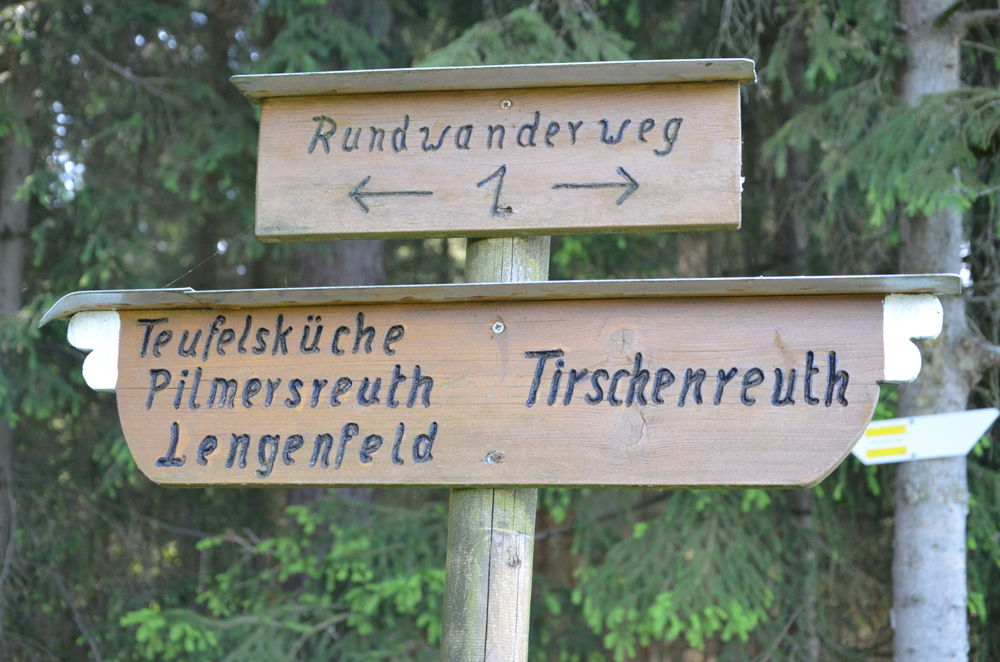 Rundwanderweg
← 1 →
Teufelsküche
Pilmersreuth
Lengenfeld
Tirschenreuth